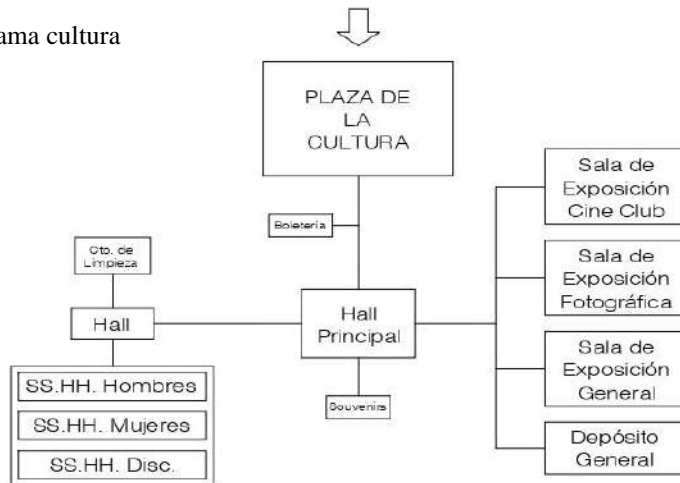 ama cultura
PLAZA DE
LA
CULTURA
Boletería
Cto. de
Limpieza
Hall
Hall
Principal
SS.HH. Hombres
SS.HH. Mujeres
SS.HH. Disc.
Bouvenirs
Sala de
Exposición
Cine Club
Sala de
Exposición
Fotográfica
Sala de
Exposición
General
Depósito
General